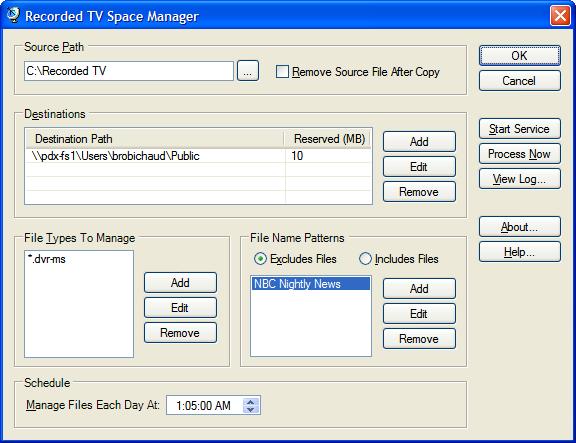 Recorded TV Space Manager
Source Path
C:\Recorded TV
...
Remove Source File After Copy
OK
Cancel
Destinations
Destination Path
Reserved (MB)
\\pdx-fs1\Users\brobichaud\Public
10
Add
Edit
Remove
Start Service
Process Now
View Log...
About...
Help...
File Types To Manage
*.dvr-ms
Add
Edit
Remove
File Name Patterns
Excludes Files
Includes Files
NBC Nightly News
Add
Edit
Remove
Schedule
Manage Files Each Day At:
1:05:00 AM